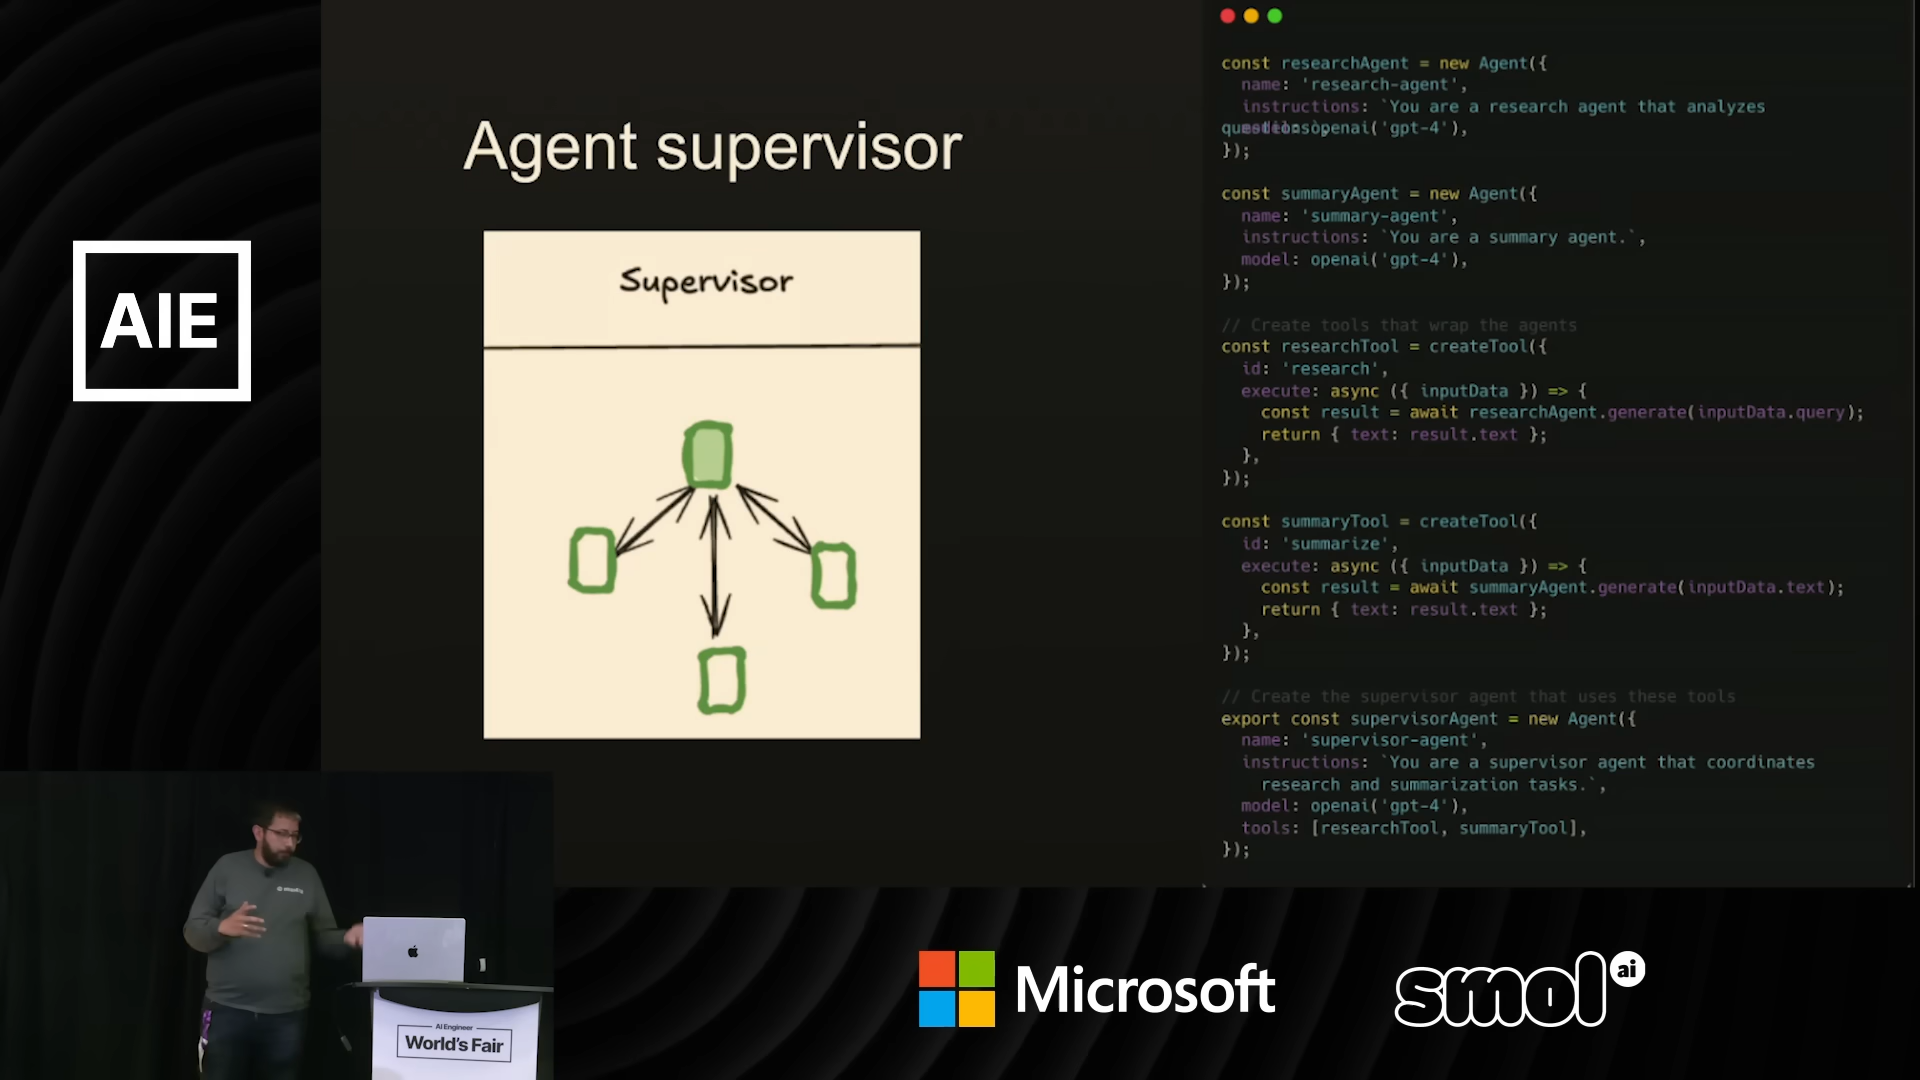 AIE
Agent supervisor
Supervisor
const researchAgent = new Agent({
  name: 'research-agent',
  instructions: `You are a research agent that analyzes
questions`,
  model: openai('gpt-4'),
});
const summaryAgent = new Agent({
  name: 'summary-agent',
  instructions: `You are a summary agent.`,
  model: openai('gpt-4'),
});
// Create tools that wrap the agents
const researchTool = createTool({
  id: 'research',
  execute: async ({ inputData }) => {
    const result = await researchAgent.generate(inputData.query);
    return { text: result.text };
  },
});
const summaryTool = createTool({
  id: 'summarize',
  execute: async ({ inputData }) => {
    const result = await summaryAgent.generate(inputData.text);
    return { text: result.text };
  },
});
// Create the supervisor agent that uses these tools
export const supervisorAgent = new Agent({
  name: 'supervisor-agent',
  instructions: `You are a supervisor agent that coordinates
    research and summarization tasks.`,
  model: openai('gpt-4'),
  tools: [researchTool, summaryTool],
});
AI Engineer
World's Fair
Microsoft
smol ai